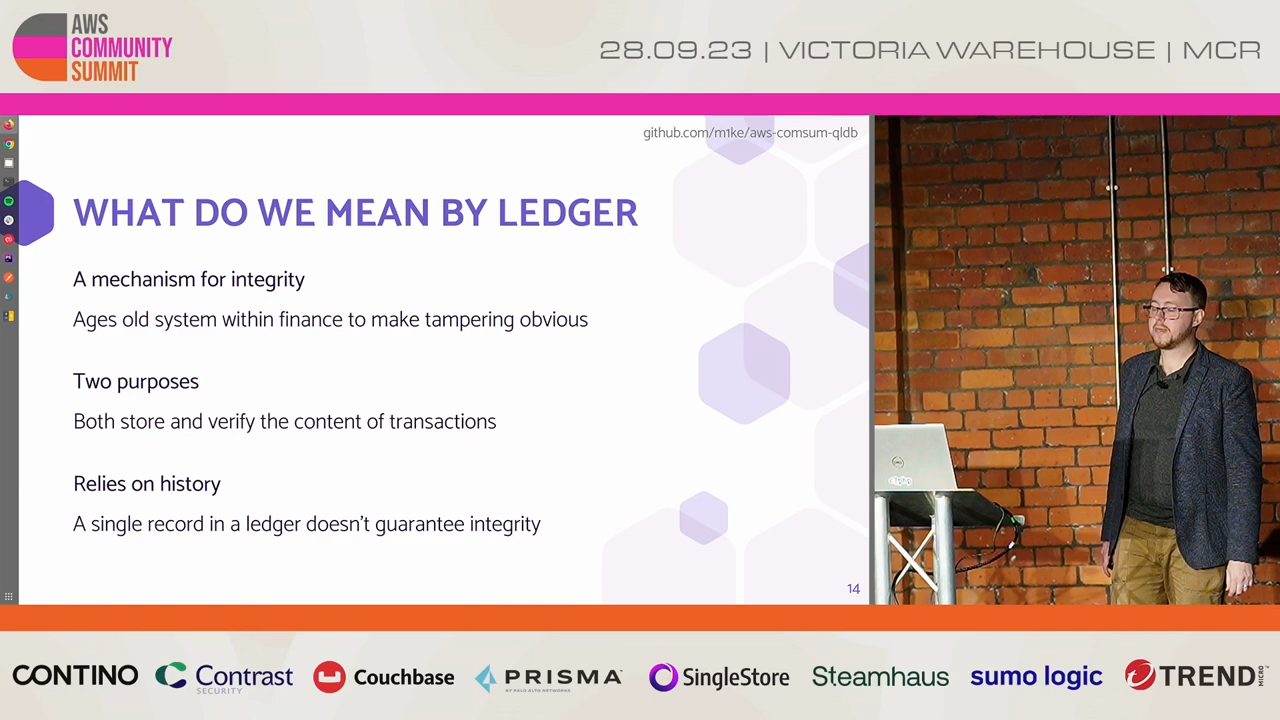 AWS
COMMUNITY
SUMMIT
28.09.23 | VICTORIA WAREHOUSE | MCR
github.com/m1ke/aws-comsum-qldb
WHAT DO WE MEAN BY LEDGER
A mechanism for integrity
Ages old system within finance to make tampering obvious
Two purposes
Both store and verify the content of transactions
Relies on history
A single record in a ledger doesn't guarantee integrity
14
CONTINO
Contrast
SECURITY
Couchbase
PRISMA
BY PALO ALTO NETWORKS
SingleStore
Steamhaus
sumo logic
TREND
MICRO